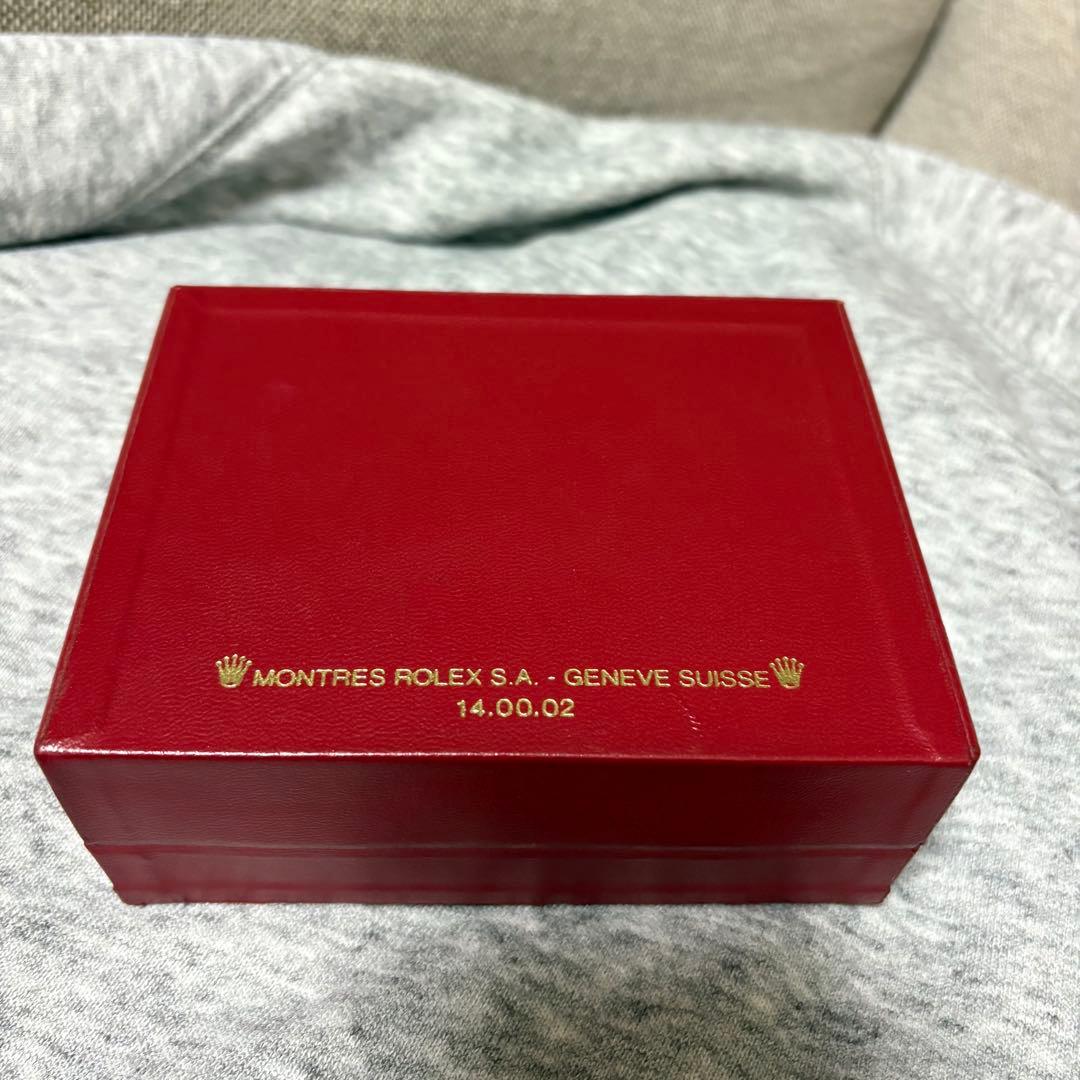 MONTRES ROLEX S.A. - GENEVE SUISSE
14.00.02